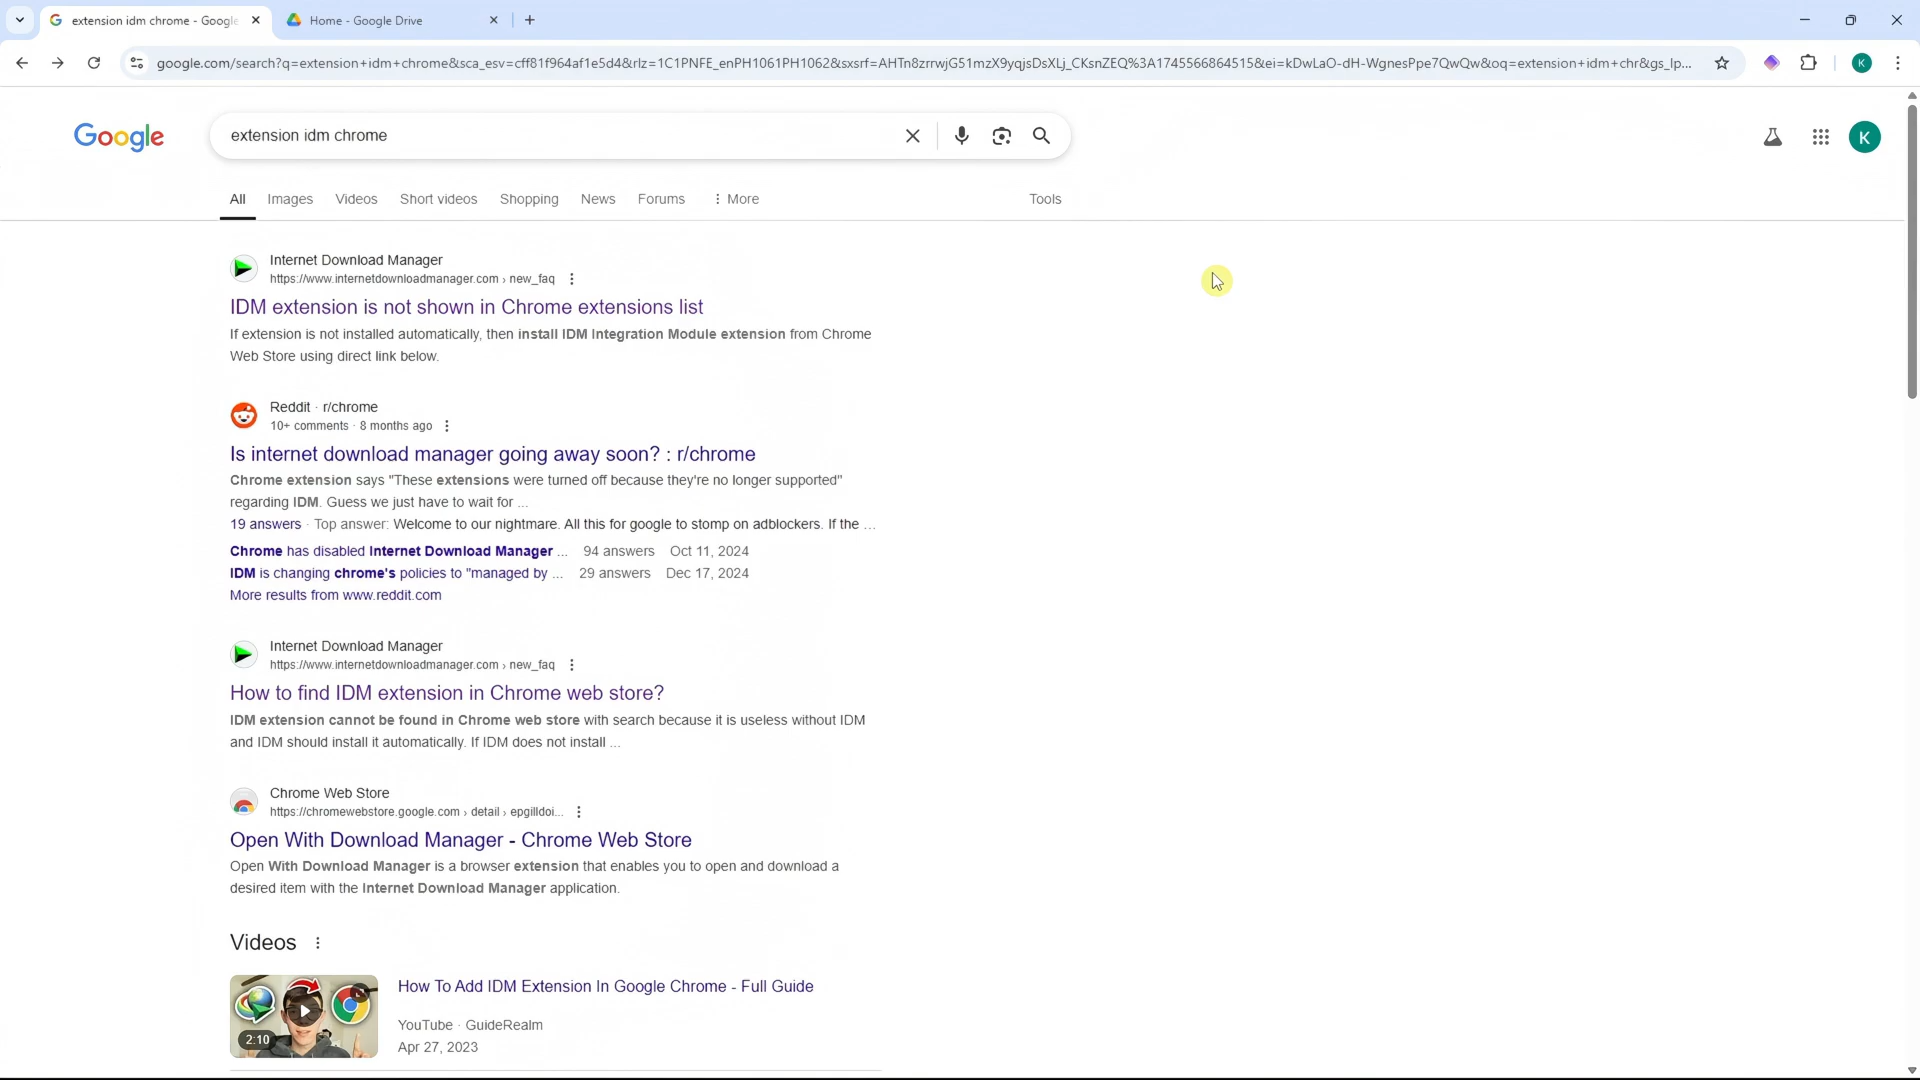 extension idm chrome - Google
Home - Google Drive
google.com/search?q=extension+idm+chrome&sca_esv=cff81f964af1e5d4&rlz=1C1PNFE_enPH1061PH1062&sxsrf=AHTn8zrrwjG51mzX9yqjsDsXLj_CKsnZEQ%3A1745566864515&ei=kDwLaO-dH-WgnesPpe7QwQw&oq=extension+idm+chr&gs_lp...
K
Google
extension idm chrome
K
All Images Videos Short videos Shopping News Forums More Tools
Internet Download Manager
https://www.internetdownloadmanager.com › new_faq
IDM extension is not shown in Chrome extensions list
If extension is not installed automatically, then install IDM Integration Module extension from Chrome
Web Store using direct link below.
Reddit · r/chrome
10+ comments · 8 months ago
Is internet download manager going away soon? : r/chrome
Chrome extension says "These extensions were turned off because they're no longer supported"
regarding IDM. Guess we just have to wait for ...
19 answers · Top answer: Welcome to our nightmare. All this for google to stomp on adblockers. If the ...
Chrome has disabled Internet Download Manager ... 94 answers Oct 11, 2024
IDM is changing chrome's policies to "managed by ... 29 answers Dec 17, 2024
More results from www.reddit.com
Internet Download Manager
https://www.internetdownloadmanager.com › new_faq
How to find IDM extension in Chrome web store?
IDM extension cannot be found in Chrome web store with search because it is useless without IDM
and IDM should install it automatically. If IDM does not install ...
Chrome Web Store
https://chromewebstore.google.com › detail › epgilldoi...
Open With Download Manager - Chrome Web Store
Open With Download Manager is a browser extension that enables you to open and download a
desired item with the Internet Download Manager application.
Videos
How To Add IDM Extension In Google Chrome - Full Guide
2:10
YouTube · GuideRealm
Apr 27, 2023